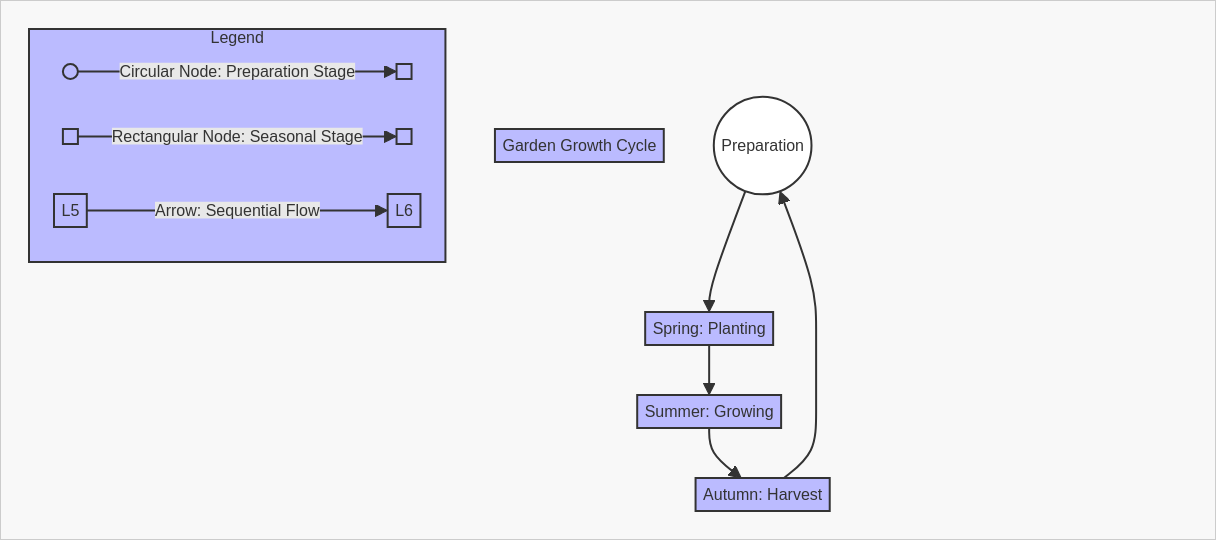 Legend
Circular Node: Preparation Stage
Rectangular Node: Seasonal Stage
L5
Arrow: Sequential Flow
L6
Garden Growth Cycle
Preparation
Spring: Planting
Summer: Growing
Autumn: Harvest